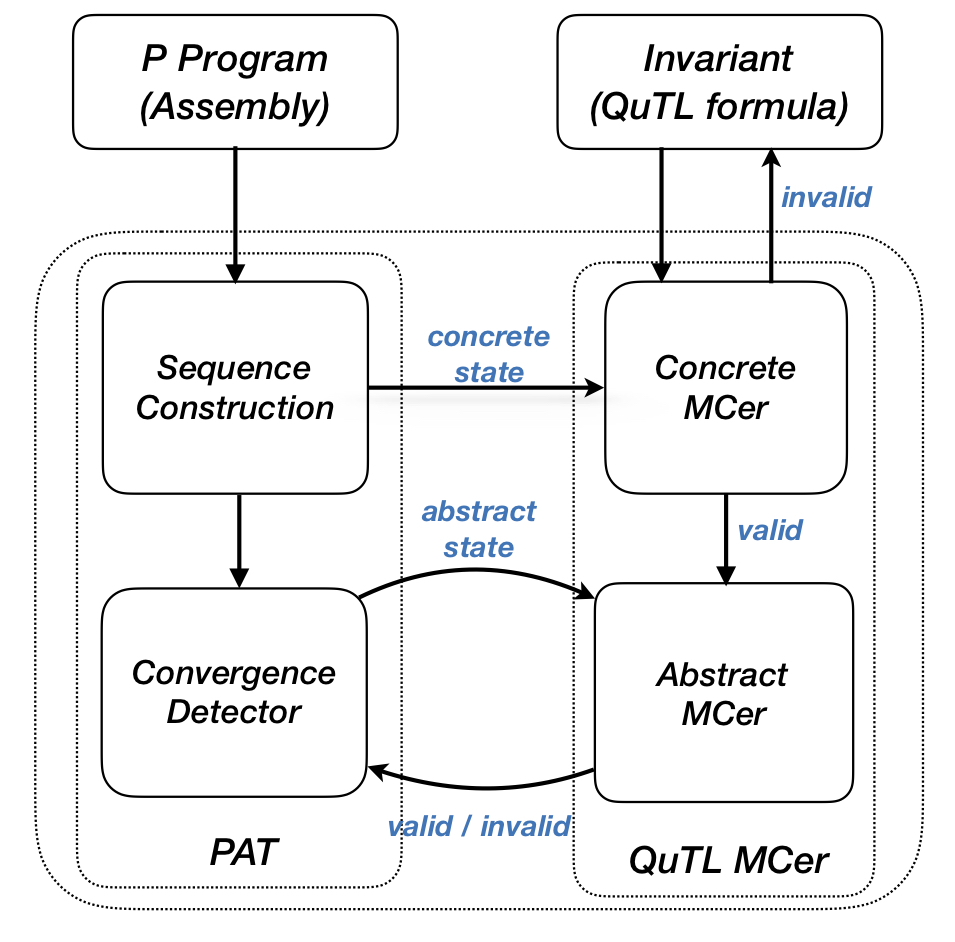 P Program
(Assembly)
Invariant
(QuTL formula)
invalid
Sequence
Construction
concrete
state
Concrete
MCer
abstract
state
valid
Convergence
Detector
Abstract
MCer
valid / invalid
PAT
QuTL MCer